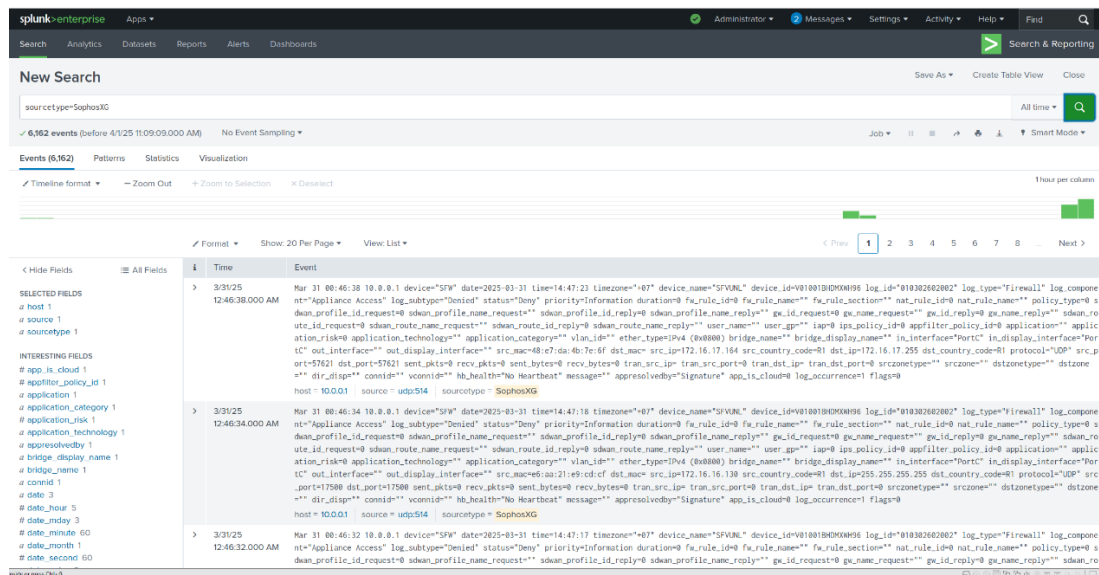 splunk>enterprise Apps ▾ Administrator ▾ 2 Messages ▾ Settings ▾ Activity ▾ Help ▾ Find
Search Analytics Datasets Reports Alerts Dashboards Search & Reporting
New Search Save As ▾ Create Table View Close
sourcetype=SophosXG All time ▾
✓ 6,162 events (before 4/1/25 11:09:09.000 AM) No Event Sampling ▾ Job ▾ Smart Mode ▾
Events (6,162) Patterns Statistics Visualization
Timeline format ▾ — Zoom Out + Zoom to Selection × Deselect 1 hour per column
Format ▾ Show: 20 Per Page ▾ View: List ▾ < Prev 1 2 3 4 5 6 7 8 ... Next >
< Hide Fields All Fields i Time Event
SELECTED FIELDS
a host 1
a source 1
a sourcetype 1
INTERESTING FIELDS
# app_is_cloud 1
# appfilter_policy_id 1
a application 1
a application_category 1
# application_risk 1
a application_technology 1
a appresolvedby 1
a bridge_display_name 1
a bridge_name 1
a connid 1
a date 3
# date_hour 5
# date_mday 3
# date_minute 60
a date_month 1
# date_second 60
> 3/31/25
12:46:38.000 AM
Mar 31 00:46:38 10.0.0.1 device="SFW" date=2025-03-31 time=14:47:23 timezone="+07" device_name="SFVUNL" device_id=V01001BHDMXWH96 log_id="010302602002" log_type="Firewall" log_compone
nt="Appliance Access" log_subtype="Denied" status="Deny" priority=Information duration=0 fw_rule_id=0 fw_rule_name="" fw_rule_section="" nat_rule_id=0 nat_rule_name="" policy_type=0 s
dwan_profile_id_request=0 sdwan_profile_name_request="" sdwan_profile_id_reply=0 sdwan_profile_name_reply="" gw_id_request=0 gw_name_request="" gw_id_reply=0 gw_name_reply="" sdwan_ro
ute_id_request=0 sdwan_route_name_request="" sdwan_route_id_reply=0 sdwan_route_name_reply="" user_name="" user_gp="" iap=0 ips_policy_id=0 appfilter_policy_id=0 application="" applic
ation_risk=0 application_technology="" application_category="" vlan_id="" ether_type=IPv4 (0x0800) bridge_name="" bridge_display_name="" in_interface="PortC" in_display_interface="Por
tC" out_interface="" out_display_interface="" src_mac=48:e7:da:4b:7e:6f dst_mac= src_ip=172.16.17.164 src_country_code=R1 dst_ip=172.16.17.255 dst_country_code=R1 protocol="UDP" src_p
ort=57621 dst_port=57621 sent_pkts=0 recv_pkts=0 sent_bytes=0 recv_bytes=0 tran_src_ip= tran_src_port=0 tran_dst_ip= tran_dst_port=0 srczonetype="" srczone="" dstzonetype="" dstzone
="" dir_disp="" connid="" vconnid="" hb_health="No Heartbeat" message="" appresolvedby="Signature" app_is_cloud=0 log_occurrence=1 flags=0
host = 10.0.0.1 source = udp:514 sourcetype = SophosXG
> 3/31/25
12:46:34.000 AM
Mar 31 00:46:34 10.0.0.1 device="SFW" date=2025-03-31 time=14:47:18 timezone="+07" device_name="SFVUNL" device_id=V01001BHDMXWH96 log_id="010302602002" log_type="Firewall" log_compone
nt="Appliance Access" log_subtype="Denied" status="Deny" priority=Information duration=0 fw_rule_id=0 fw_rule_name="" fw_rule_section="" nat_rule_id=0 nat_rule_name="" policy_type=0 s
dwan_profile_id_request=0 sdwan_profile_name_request="" sdwan_profile_id_reply=0 sdwan_profile_name_reply="" gw_id_request=0 gw_name_request="" gw_id_reply=0 gw_name_reply="" sdwan_ro
ute_id_request=0 sdwan_route_name_request="" sdwan_route_id_reply=0 sdwan_route_name_reply="" user_name="" user_gp="" iap=0 ips_policy_id=0 appfilter_policy_id=0 application="" applic
ation_risk=0 application_technology="" application_category="" vlan_id="" ether_type=IPv4 (0x0800) bridge_name="" bridge_display_name="" in_interface="PortC" in_display_interface="Por
tC" out_interface="" out_display_interface="" src_mac=e6:aa:21:e9:cd:cf dst_mac= src_ip=172.16.16.130 src_country_code=R1 dst_ip=255.255.255.255 dst_country_code=R1 protocol="UDP" src
_port=17500 dst_port=17500 sent_pkts=0 recv_pkts=0 sent_bytes=0 recv_bytes=0 tran_src_ip= tran_src_port=0 tran_dst_ip= tran_dst_port=0 srczonetype="" srczone="" dstzonetype="" dstzone
="" dir_disp="" connid="" vconnid="" hb_health="No Heartbeat" message="" appresolvedby="Signature" app_is_cloud=0 log_occurrence=1 flags=0
host = 10.0.0.1 source = udp:514 sourcetype = SophosXG
> 3/31/25
12:46:32.000 AM
Mar 31 00:46:32 10.0.0.1 device="SFW" date=2025-03-31 time=14:47:17 timezone="+07" device_name="SFVUNL" device_id=V01001BHDMXWH96 log_id="010302602002" log_type="Firewall" log_compone
nt="Appliance Access" log_subtype="Denied" status="Deny" priority=Information duration=0 fw_rule_id=0 fw_rule_name="" fw_rule_section="" nat_rule_id=0 nat_rule_name="" policy_type=0 s
dwan_profile_id_request=0 sdwan_profile_name_request="" sdwan_profile_id_reply=0 sdwan_profile_name_reply="" gw_id_request=0 gw_name_request="" gw_id_reply=0 gw_name_reply="" sdwan_ro